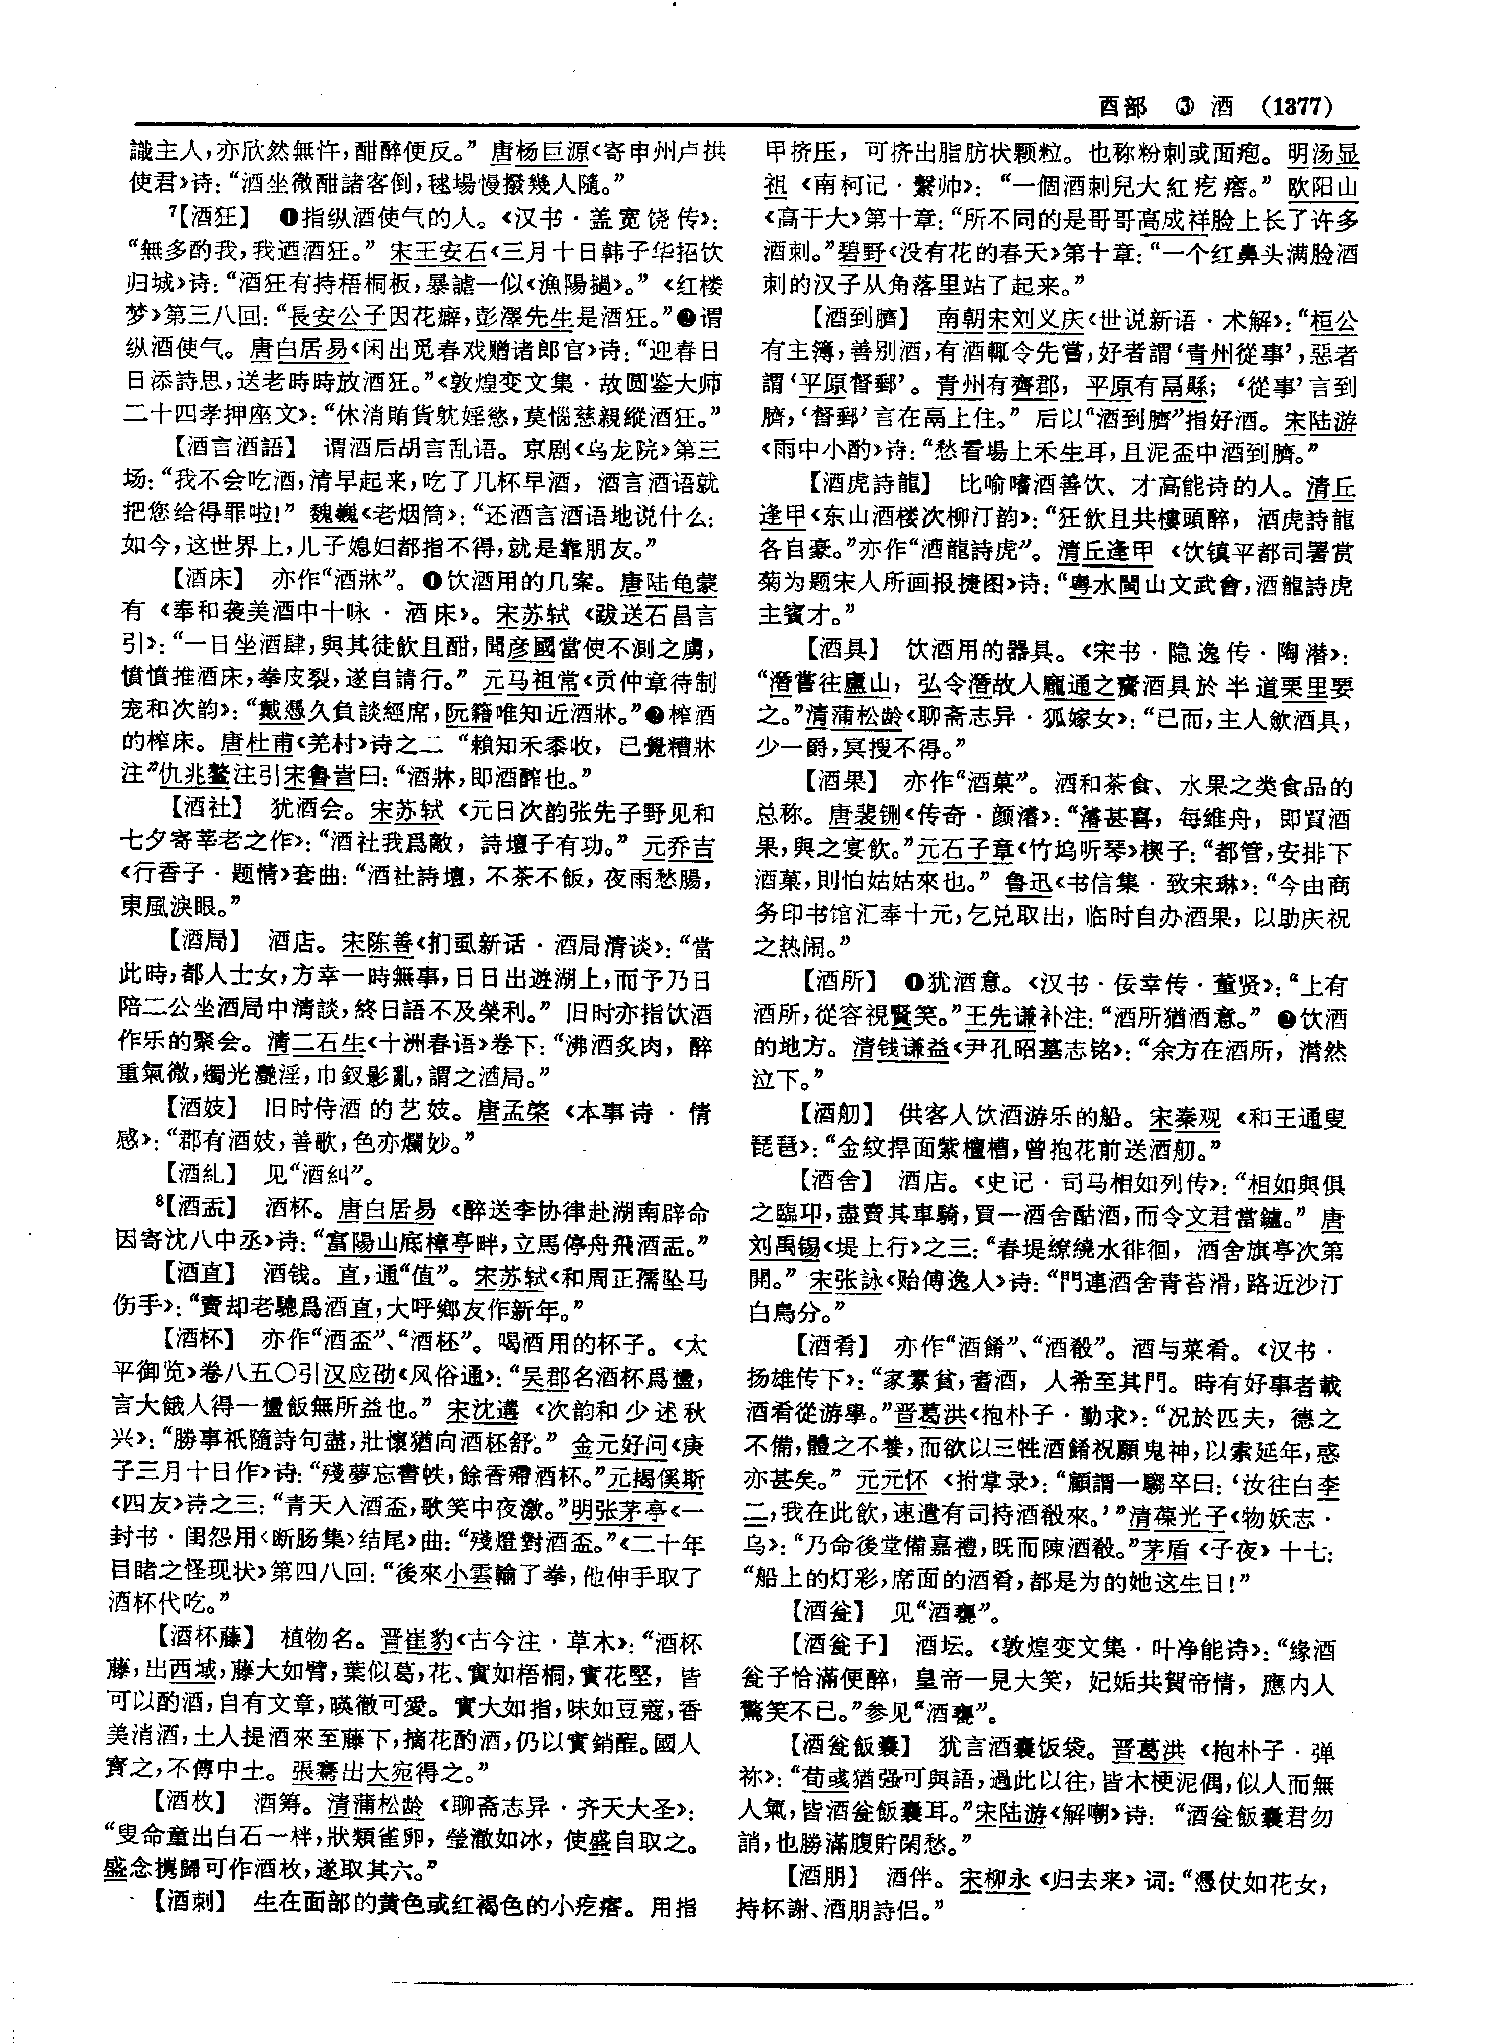 酉部　③　酒　（1377）
識主人，亦欣然無忤，酣醉便反。”　唐杨巨源《寄申州卢拱
使君》诗：“酒坐微酣諸客倒，毬場慢撥幾人隨。”
7【酒狂】　❶指纵酒使气的人。《汉书·盖宽饶传》：
“無多酌我，我迺酒狂。”　宋王安石《三月十日韩子华招饮
归城》诗：“酒狂有持梧桐板，暴謔一似《漁陽撾》。”　《红楼
梦》第三八回：“長安公子因花癖，彭澤先生是酒狂。”❷谓
纵酒使气。唐白居易《闲出觅春戏赠诸郎官》诗：“迎春日
日添詩思，送老時時放酒狂。”《敦煌变文集·故圆鉴大师
二十四孝押座文》：“休消賄貨躭婬慾，莫惱慈親縱酒狂。”
【酒言酒語】　谓酒后胡言乱语。京剧《乌龙院》第三
场：“我不会吃酒，清早起来，吃了几杯早酒，酒言酒语就
把您给得罪啦！”　魏巍《老烟筒》：“还酒言酒语地说什么：
如今，这世界上，儿子媳妇都指不得，就是靠朋友。”
【酒床】　亦作“酒牀”。❶饮酒用的几案。唐陆龟蒙
有《奉和袭美酒中十咏·酒床》。宋苏轼《跋送石昌言
引》：“一日坐酒肆，與其徒飲且酣，聞彦國當使不測之虜，
憤憤推酒床，拳皮裂，遂自請行。”　元马祖常《贡仲章待制
宠和次韵》：“戴憑久負談經席，阮籍唯知近酒牀。”❷榨酒
的榨床。唐杜甫《羌村》诗之二　“賴知禾黍收，已覺糟牀
注”仇兆鳌注引宋鲁訔曰：“酒牀，即酒醡也。”
【酒社】　犹酒会。宋苏轼《元日次韵张先子野见和
七夕寄莘老之作》：“酒社我爲敵，詩壇子有功。”　元乔吉
《行香子·题情》套曲：“酒社詩壇，不茶不飯，夜雨愁腸，
東風淚眼。”
【酒局】　酒店。宋陈善《扪虱新话·酒局清谈》：“當
此時，都人士女，方幸一時無事，日日出遊湖上，而予乃日
陪二公坐酒局中清談，終日語不及榮利。”　旧时亦指饮酒
作乐的聚会。清二石生《十洲春语》卷下：“沸酒炙肉，醉
重氣微，燭光灧淫，巾釵影亂，謂之酒局。”
【酒妓】　旧时侍酒的艺妓。唐孟棨《本事诗·情
感》：“郡有酒妓，善歌，色亦爛妙。”
【酒糺】　见“酒糾”。
8【酒盂】　酒杯。唐白居易《醉送李协律赴湖南辟命
因寄沈八中丞》诗：“富陽山底樟亭畔，立馬停舟飛酒盂。”
【酒直】　酒钱。直，通“值”。宋苏轼《和周正孺坠马
伤手》：“賣却老驄爲酒直，大呼鄉友作新年。”
【酒杯】　亦作“酒盃”、“酒柸”。喝酒用的杯子。《太
平御览》卷八五〇引汉应劭《风俗通》：“吴郡名酒杯爲㼜，
言大餓人得一㼜飯無所益也。”　宋沈遘《次韵和少述秋
兴》：“勝事衹隨詩句盡，壯懷猶向酒柸舒。”　金元好问《庚
子三月十日作》诗：“殘夢忘書帙，餘香殢酒杯。”元揭傒斯
《四友》诗之三：“青天入酒盃，歌笑中夜激。”明张茅亭《一
封书·闺怨用〈断肠集〉结尾》曲：“殘燈對酒盃。”《二十年
目睹之怪现状》第四八回：“後來小雲輸了拳，他伸手取了
酒杯代吃。”
【酒杯藤】　植物名。晋崔豹《古今注·草木》：“酒杯
藤，出西域，藤大如臂，葉似葛，花、實如梧桐，實花堅，皆
可以酌酒，自有文章，暎徹可愛。實大如指，味如豆蔻，香
美消酒，土人提酒來至藤下，摘花酌酒，仍以實銷酲。國人
寶之，不傳中土。張騫出大宛得之。”
【酒枚】　酒筹。清蒲松龄《聊斋志异·齐天大圣》：
“叟命童出白石一柈，狀類雀卵，瑩澈如冰，使盛自取之。
盛念攜歸可作酒枚，遂取其六。”
【酒刺】　生在面部的黄色或红褐色的小疙瘩。用指
甲挤压，可挤出脂肪状颗粒。也称粉刺或面疱。明汤显
祖《南柯记·繫帅》：“一個酒刺兒大紅疙瘩。”　欧阳山
《高干大》第十章：“所不同的是哥哥高成祥脸上长了许多
酒刺。”碧野《没有花的春天》第十章：“一个红鼻头满脸酒
刺的汉子从角落里站了起来。”
【酒到臍】　南朝宋刘义庆《世说新语·术解》：“桓公
有主簿，善别酒，有酒輒令先嘗，好者謂‘青州從事’，惡者
謂‘平原督郵’。青州有齊郡，平原有鬲縣；‘從事’言到
臍，‘督郵’言在鬲上住。”　后以“酒到臍”指好酒。宋陆游
《雨中小酌》诗：“愁看場上禾生耳，且泥盃中酒到臍。”
【酒虎詩龍】　比喻嗜酒善饮、才高能诗的人。清丘
逢甲《东山酒楼次柳汀韵》：“狂飲且共樓頭醉，酒虎詩龍
各自豪。”亦作“酒龍詩虎”。清丘逢甲《饮镇平都司署赏
菊为题宋人所画报捷图》诗：“粤水閩山文武會，酒龍詩虎
主賓才。”
【酒具】　饮酒用的器具。《宋书·隐逸传·陶潜》：
“潛嘗往廬山，弘令潛故人龐通之齎酒具於半道栗里要
之。”清蒲松龄《聊斋志异·狐嫁女》：“已而，主人斂酒具，
少一爵，冥搜不得。”
【酒果】　亦作“酒菓”。酒和茶食、水果之类食品的
总称。唐裴铏《传奇·颜濬》：“濬甚喜，每維舟，即買酒
果，與之宴飲。”元石子章《竹坞听琴》楔子：“都管，安排下
酒菓，則怕姑姑來也。”　鲁迅《书信集·致宋琳》：“今由商
务印书馆汇奉十元，乞兑取出，临时自办酒果，以助庆祝
之热闹。”
【酒所】　❶犹酒意。《汉书·佞幸传·董贤》：“上有
酒所，從容視賢笑。”王先谦补注：“酒所猶酒意。”　❷饮酒
的地方。清钱谦益《尹孔昭墓志铭》：“余方在酒所，潸然
泣下。”
【酒舠】　供客人饮酒游乐的船。宋秦观《和王通叟
琵琶》：“金紋捍面紫檀槽，曾抱花前送酒舠。”
【酒舍】　酒店。《史记·司马相如列传》：“相如與俱
之臨邛，盡賣其車騎，買一酒舍酤酒，而令文君當鑪。”　唐
刘禹锡《堤上行》之三：“春堤繚繞水徘徊，酒舍旗亭次第
開。”　宋张詠《贻傅逸人》诗：“門連酒舍青苔滑，路近沙汀
白鳥分。”
【酒肴】　亦作“酒餚”、“酒殽”。酒与菜肴。《汉书·
扬雄传下》：“家素貧，耆酒，人希至其門。時有好事者載
酒肴從游學。”晋葛洪《抱朴子·勤求》：“况於匹夫，德之
不備，體之不養，而欲以三牲酒餚祝願鬼神，以索延年，惑
亦甚矣。”　元元怀《拊掌录》：“顧謂一騶卒曰：‘汝往白李
二，我在此飲，速遣有司持酒殽來。’”清葆光子《物妖志·
鸟》：“乃命後堂備嘉禮，既而陳酒殽。”茅盾《子夜》十七：
“船上的灯彩，席面的酒肴，都是为的她这生日！”
【酒瓮】　见“酒甕”。
【酒瓮子】　酒坛。《敦煌变文集·叶净能诗》：“缘酒
瓮子恰滿便醉，皇帝一見大笑，妃姤共賀帝情，應内人
驚笑不已。”参见“酒甕”。
【酒瓮飯囊】　犹言酒囊饭袋。晋葛洪《抱朴子·弹
祢》：“荀彧猶强可與語，過此以往，皆木梗泥偶，似人而無
人氣，皆酒瓮飯囊耳。”宋陆游《解嘲》诗：“酒瓮飯囊君勿
誚，也勝滿腹貯閑愁。”
【酒朋】　酒伴。宋柳永《归去来》词：“憑仗如花女，
持杯謝、酒朋詩侣。”